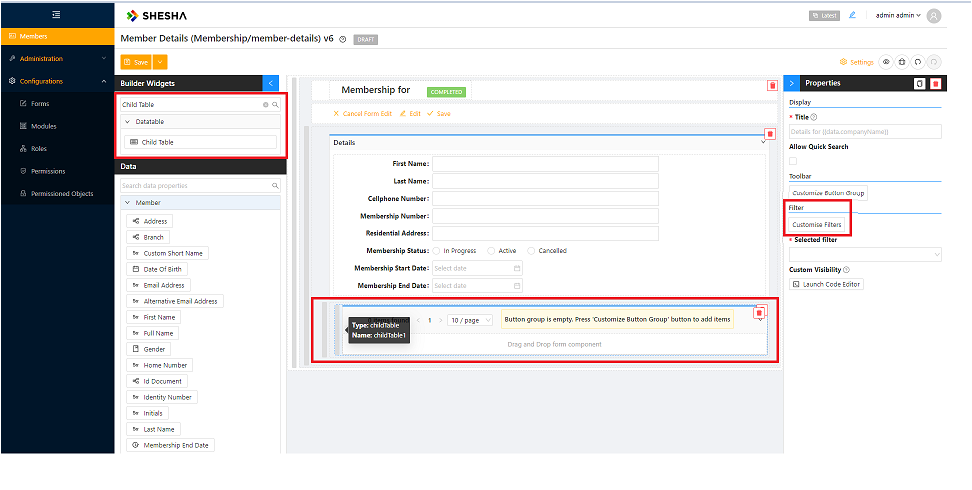 SHESHA
Latest
admin admin
Members
Administration
Configurations
Forms
Modules
Roles
Permissions
Permissioned Objects
Member Details (Membership/member-details) v6
DRAFT
Save
Settings
Builder Widgets
Child Table
Datatable
Child Table
Data
Search data properties
Member
Address
Branch
Custom Short Name
Date Of Birth
Email Address
Alternative Email Address
First Name
Full Name
Gender
Home Number
Id Document
Identity Number
Initials
Last Name
Membership End Date
Membership for
COMPLETED
Cancel Form Edit
Edit
Save
Details
First Name:
Last Name:
Cellphone Number:
Membership Number:
Residential Address:
Membership Status:
In Progress
Active
Cancelled
Membership Start Date:
Select date
Membership End Date:
Select date
1
10 / page
Button group is empty. Press 'Customize Button Group' button to add items
Type: childTable
Name: childTable1
Drag and Drop form component
Properties
Display
* Title
Details for {{data.companyName}}
Allow Quick Search
Toolbar
Customize Button Group
Filter
Customise Filters
* Selected filter
Custom Visibility
Launch Code Editor